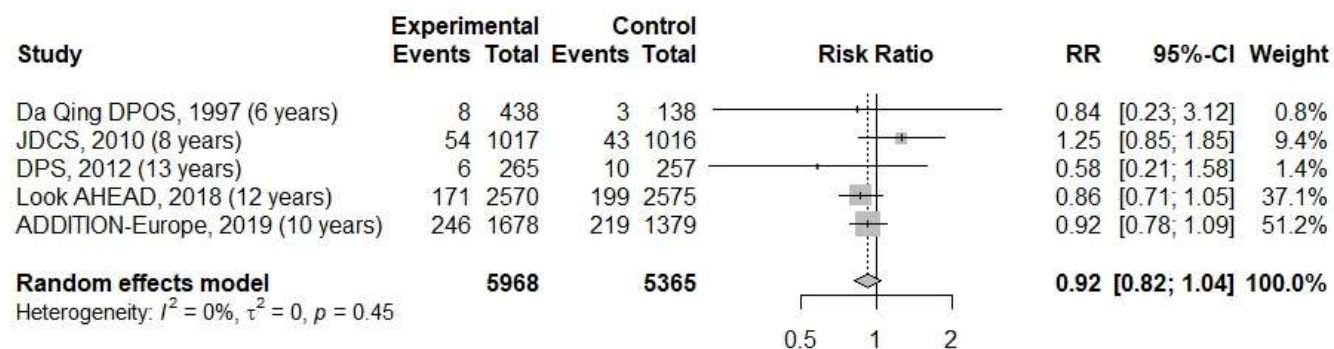 Experimental Control
Study Events Total Events Total Risk Ratio RR 95%-CI Weight
Da Qing DPOS, 1997 (6 years) 8 438 3 138 0.84 [0.23; 3.12] 0.8%
JDCS, 2010 (8 years) 54 1017 43 1016 1.25 [0.85; 1.85] 9.4%
DPS, 2012 (13 years) 6 265 10 257 0.58 [0.21; 1.58] 1.4%
Look AHEAD, 2018 (12 years) 171 2570 199 2575 0.86 [0.71; 1.05] 37.1%
ADDITION-Europe, 2019 (10 years) 246 1678 219 1379 0.92 [0.78; 1.09] 51.2%
Random effects model 5968 5365 0.92 [0.82; 1.04] 100.0%
Heterogeneity: I² = 0%, τ² = 0, p = 0.45
0.5 1 2